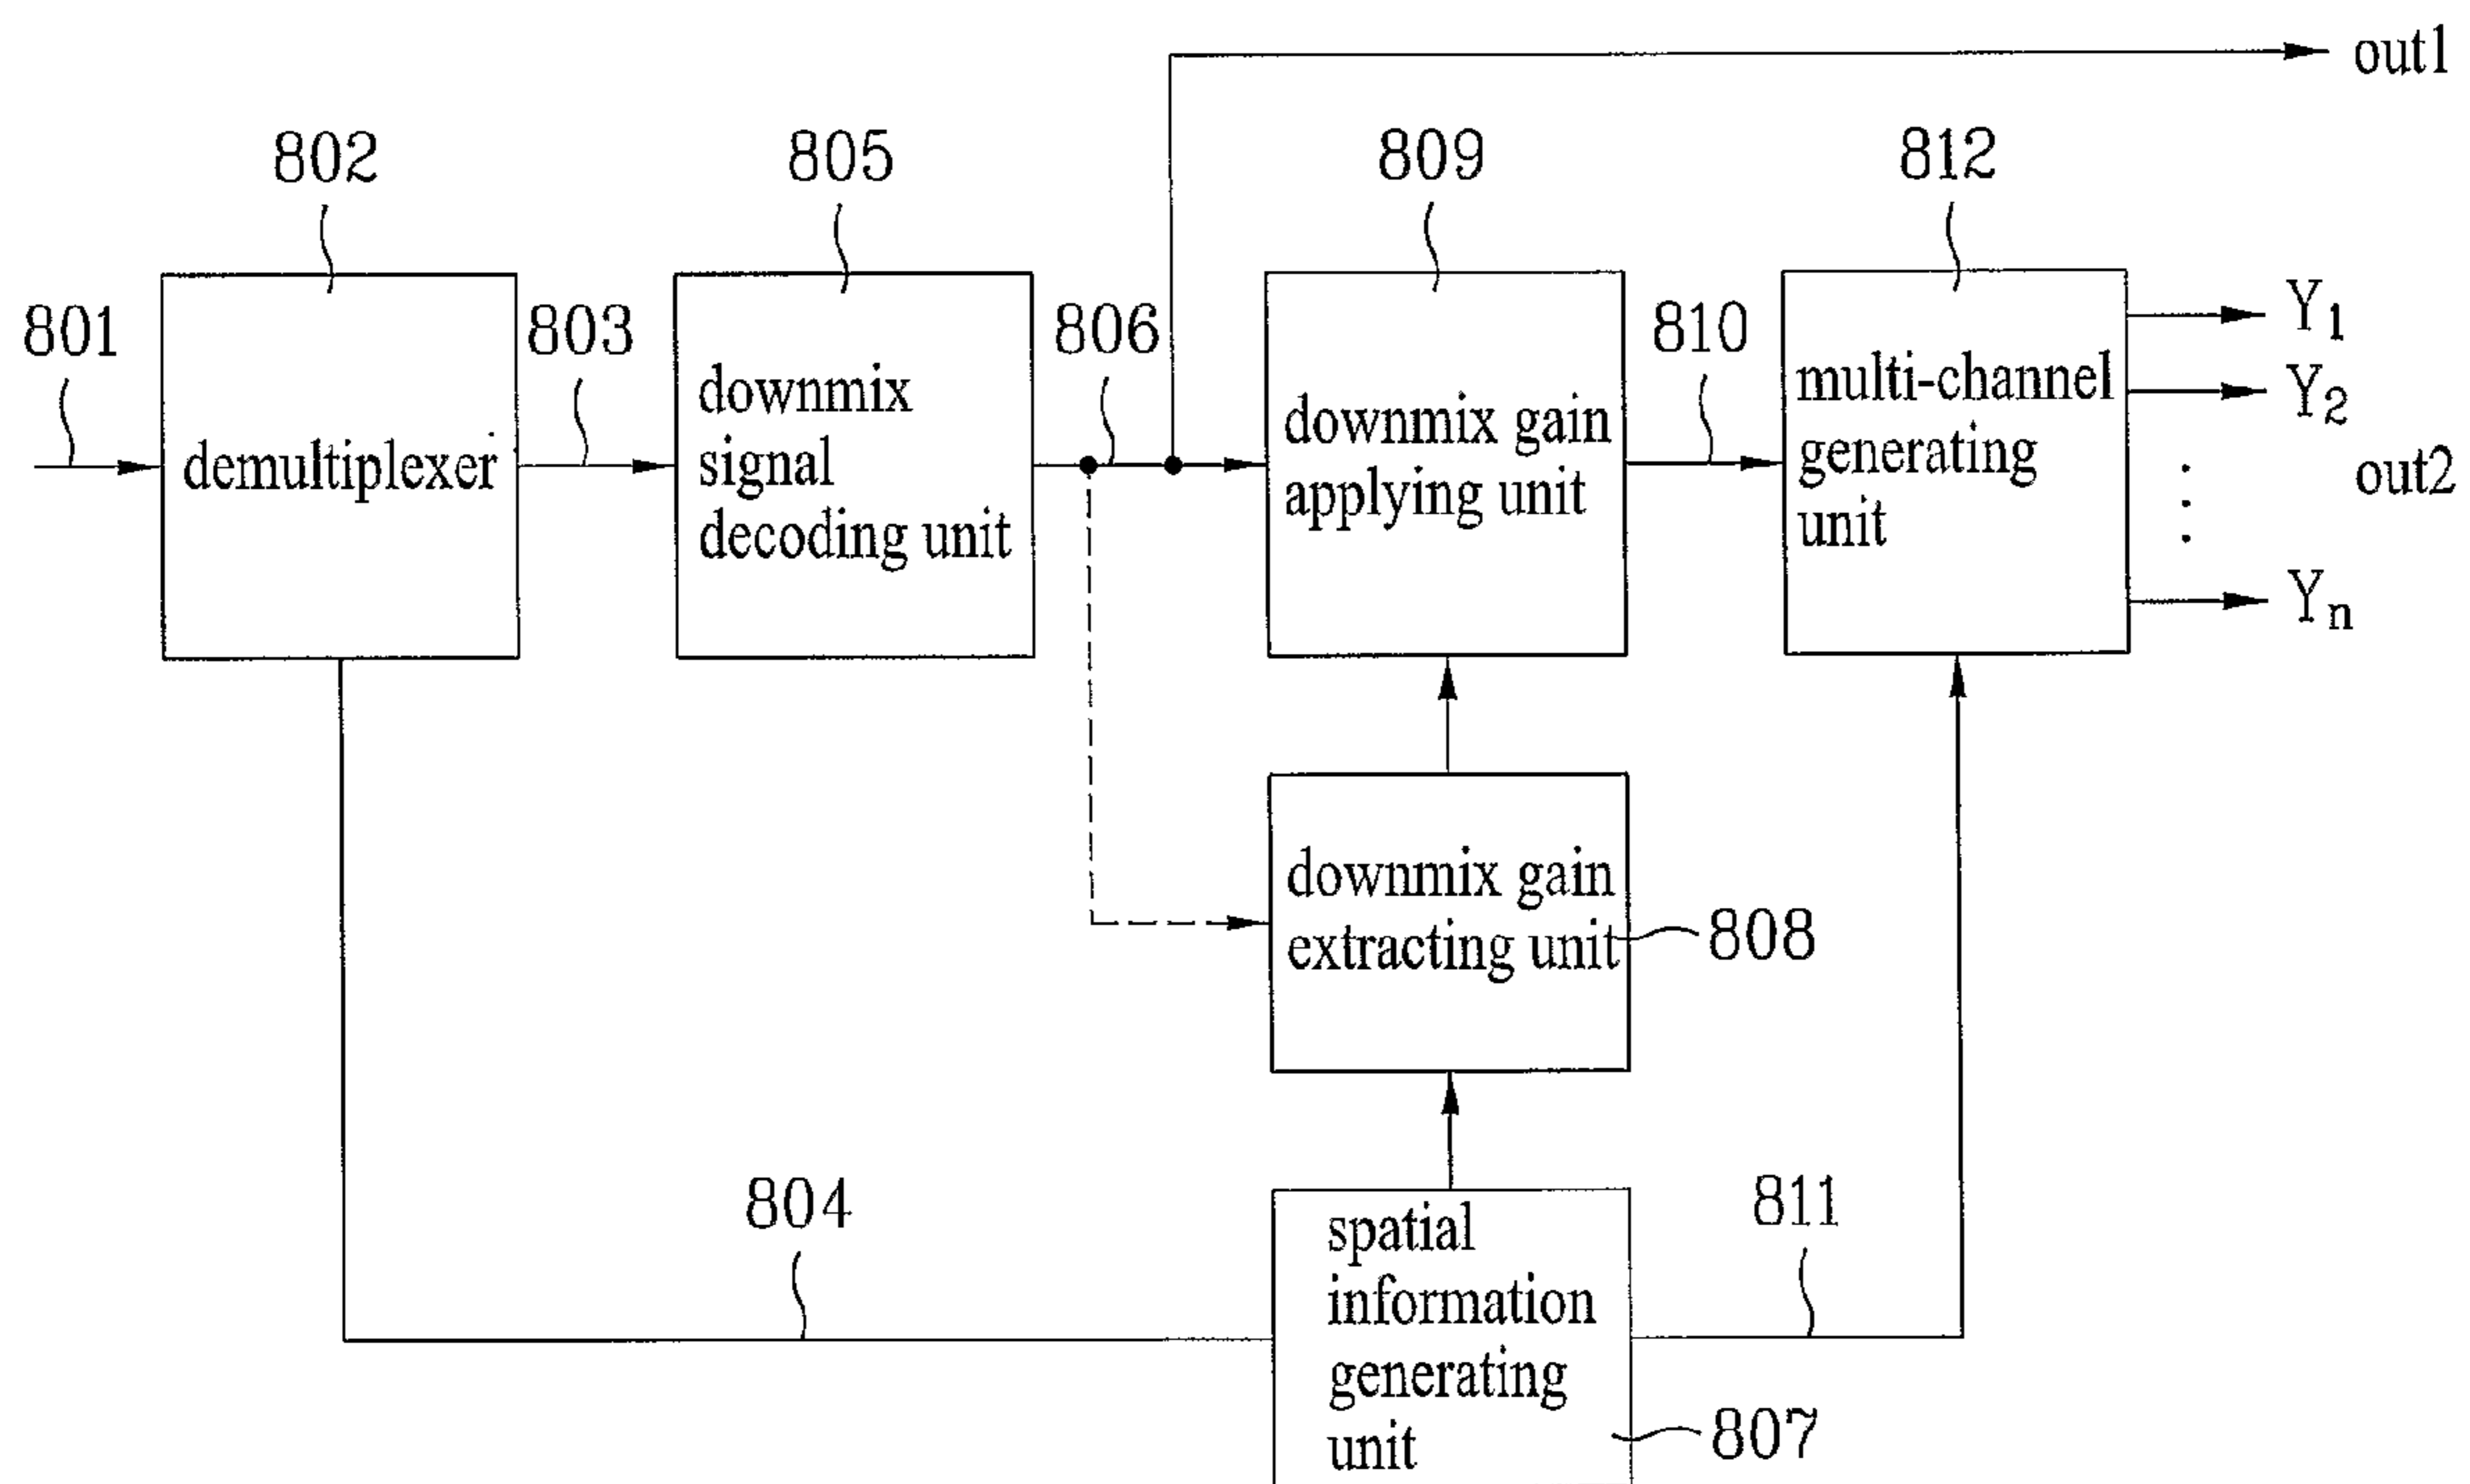 out1
802
805
809
812
801
803
806
810
demultiplexer
downmix
signal
decoding unit
downmix gain
applying unit
multi-channel
generating
unit
Y1
Y2
out2
Yn
downmix gain
extracting unit
808
804
811
spatial
information
generating
unit
807